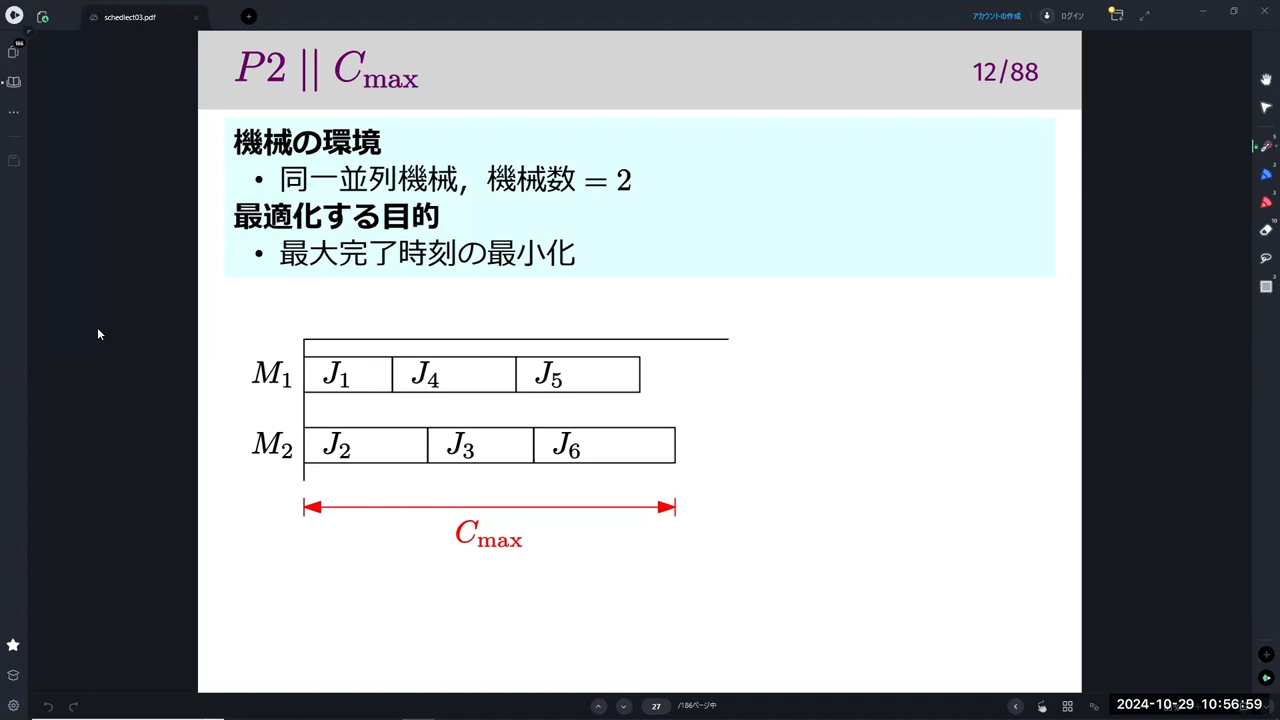 schedlect03.pdf
アカウントの作成
ログイン
186
P2 || Cmax
12/88
機械の環境
• 同一並列機械，機械数 = 2
最適化する目的
• 最大完了時刻の最小化
M1 J1 J4 J5
M2 J2 J3 J6
Cmax
27 /186ページ中
2024-10-29 10:56:59